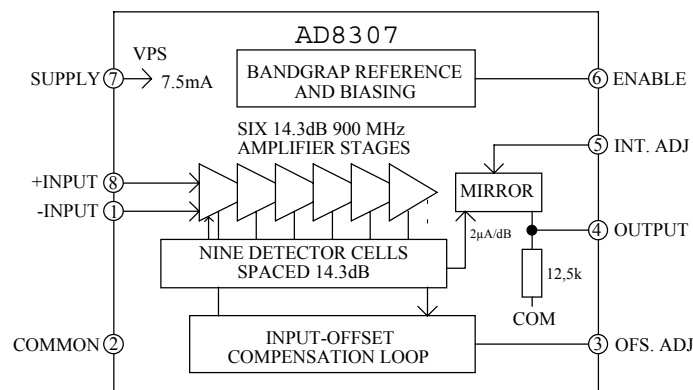 AD8307
VPS
SUPPLY 7 7.5mA
BANDGRAP REFERENCE
AND BIASING
6 ENABLE
SIX 14.3dB 900 MHz
AMPLIFIER STAGES
5 INT. ADJ
+INPUT 8
MIRROR
-INPUT 1
2µA/dB
4 OUTPUT
NINE DETECTOR CELLS
SPACED 14.3dB
12,5k
COM
COMMON 2
INPUT-OFFSET
COMPENSATION LOOP
3 OFS. ADJ